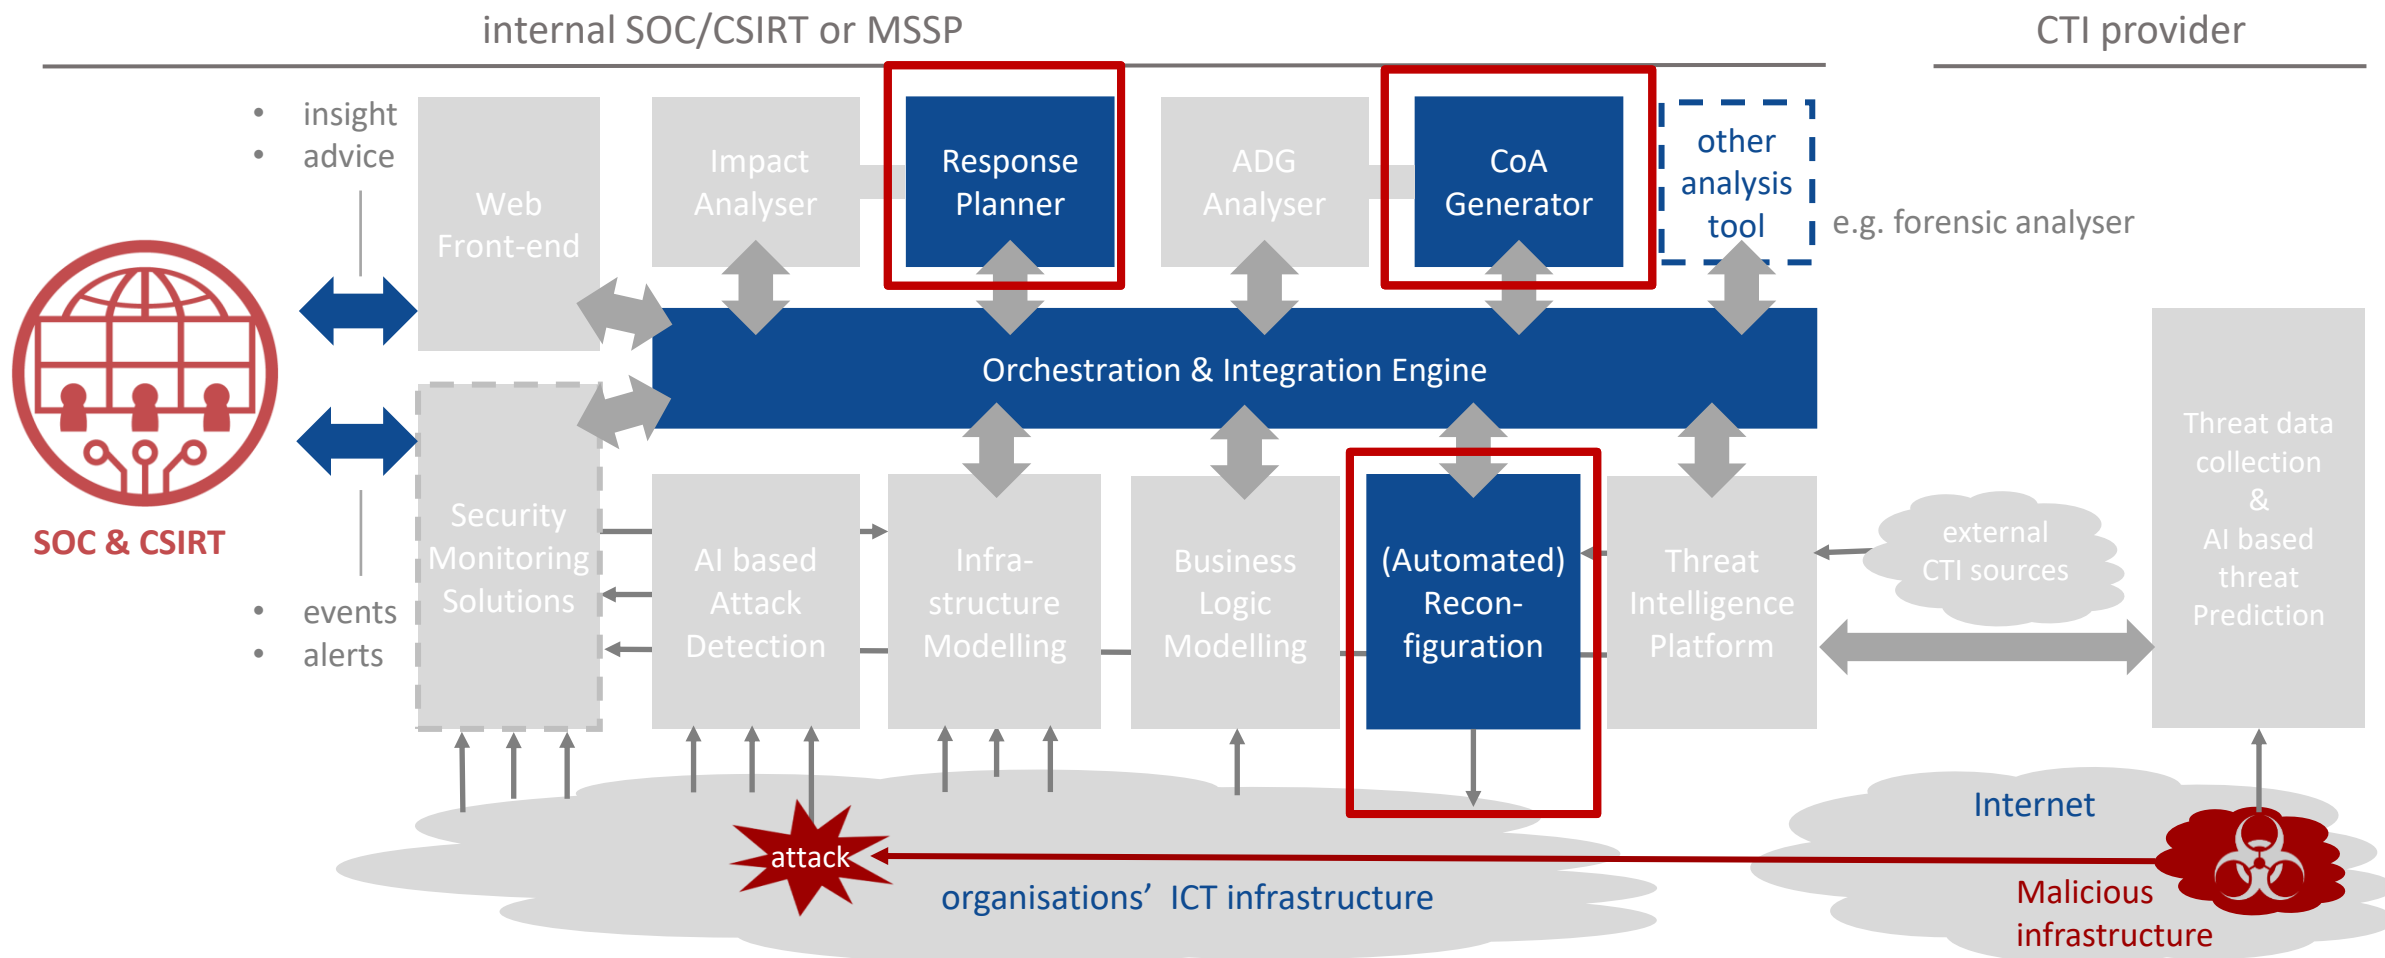 internal SOC/CSIRT or MSSP
CTI provider
• insight
• advice
Web
Front-end
Impact
Analyser
Response
Planner
ADG
Analyser
CoA
Generator
other
analysis
tool
e.g. forensic analyser
Orchestration & Integration Engine
SOC & CSIRT
• events
• alerts
Security
Monitoring
Solutions
AI based
Attack
Detection
Infra-
structure
Modelling
Business
Logic
Modelling
(Automated)
Recon-
figuration
Threat
Intelligence
Platform
external
CTI sources
Threat data
collection
&
AI based
threat
Prediction
attack
organisations’ ICT infrastructure
Internet
Malicious
infrastructure